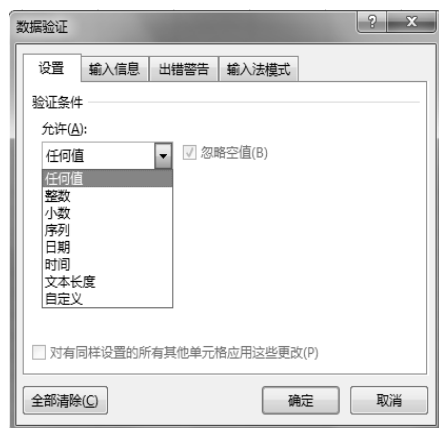 数据验证
设置 输入信息 出错警告 输入法模式
验证条件
允许(A):
任何值 忽略空值(B)
任何值
整数
小数
序列
日期
时间
文本长度
自定义
对有同样设置的所有其他单元格应用这些更改(P)
全部清除(C) 确定 取消